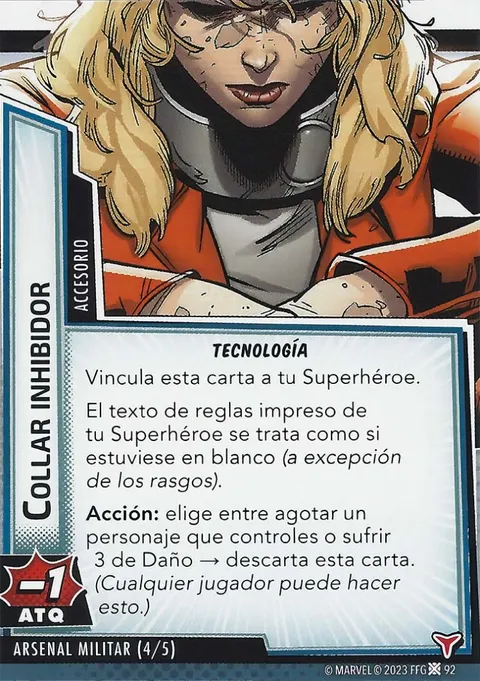 ACCESORIO
COLLAR INHIBIDOR
TECNOLOGÍA
Vincula esta carta a tu Superhéroe.
El texto de reglas impreso de
tu Superhéroe se trata como si
estuviese en blanco (a excepción
de los rasgos).
Acción: elige entre agotar un
personaje que controles o sufrir
3 de Daño → descarta esta carta.
(Cualquier jugador puede hacer
esto.)
-1
ATQ
ARSENAL MILITAR (4/5)
© MARVEL © 2023 FFG 92